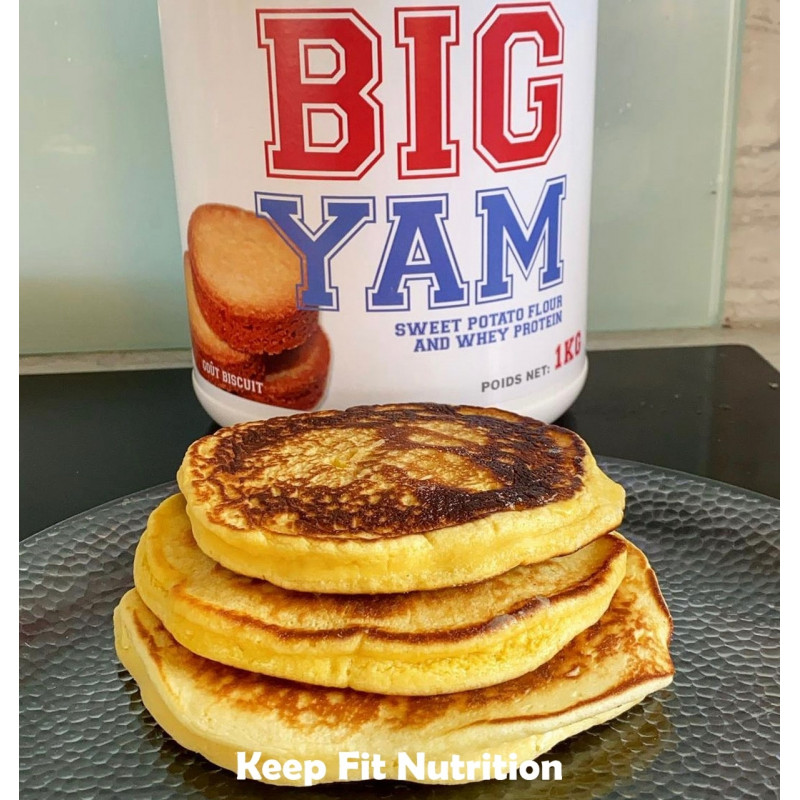 BIG
YAM
SWEET POTATO FLOUR
AND WHEY PROTEIN
GOÛT BISCUIT
POIDS NET: 1KG
Keep Fit Nutrition